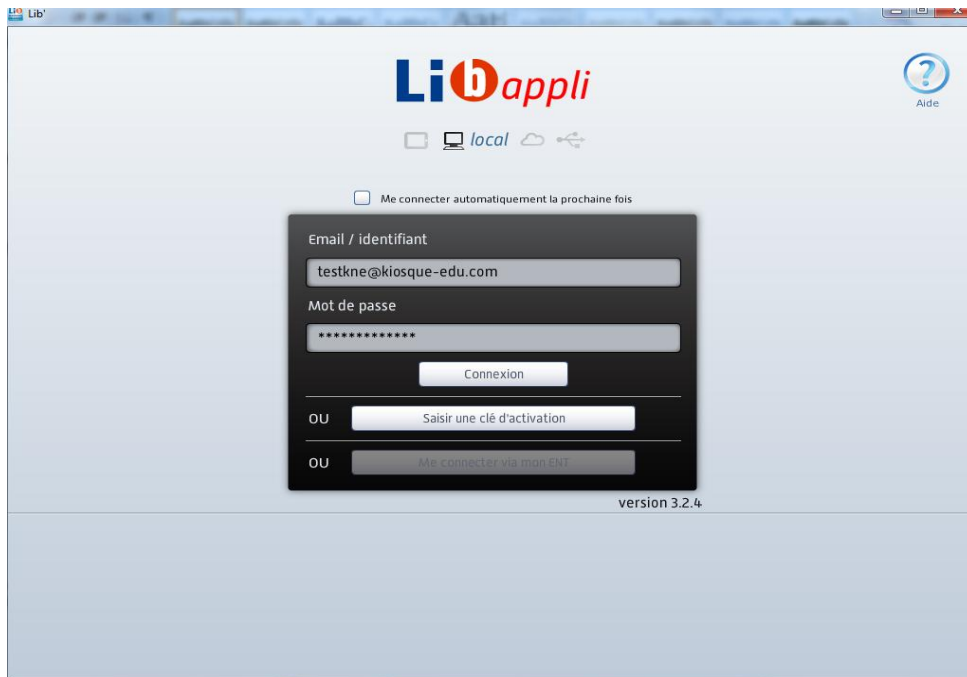 Lib'
Lib appli
Aide
local
Me connecter automatiquement la prochaine fois
Email / identifiant
testkne@kiosque-edu.com
Mot de passe
*************
Connexion
OU Saisir une clé d'activation
OU Me connecter via mon ENT
version 3.2.4